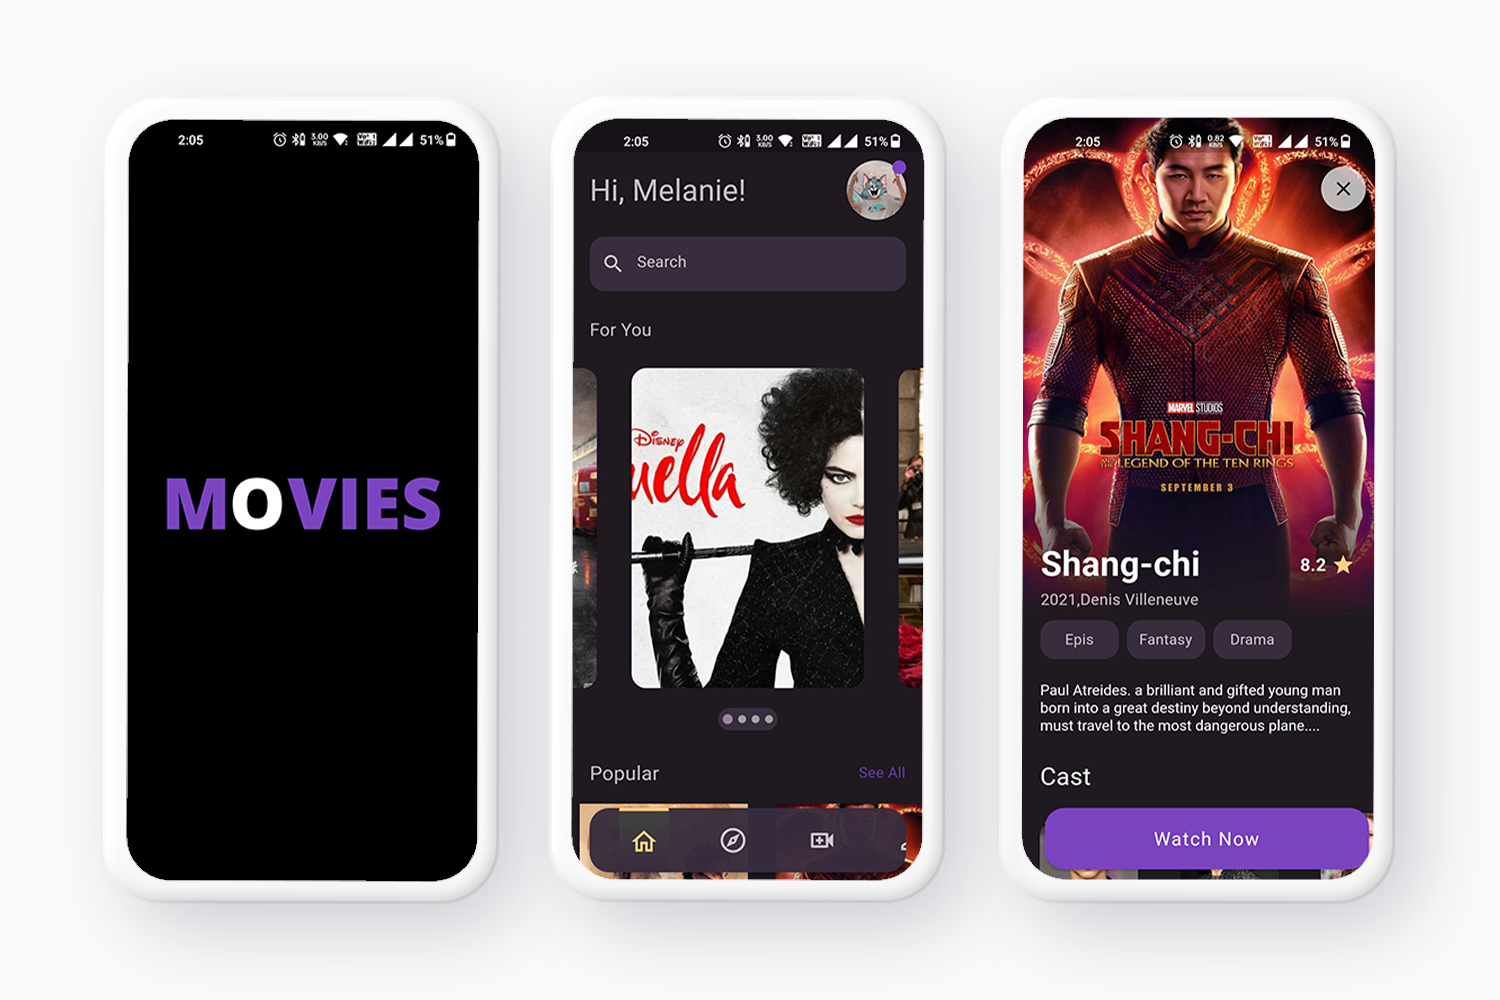 2:05
3.00
KB/S
51%
MOVIES
2:05
3.00
KB/S
51%
Hi, Melanie!
Search
For You
Disney
uella
Popular
See All
2:05
0.82
KB/S
51%
MARVEL STUDIOS
SHANG-CHI
AND THE LEGEND OF THE TEN RINGS
SEPTEMBER 3
Shang-chi
8.2
2021,Denis Villeneuve
Epis
Fantasy
Drama
Paul Atreides. a brilliant and gifted young man
born into a great destiny beyond understanding,
must travel to the most dangerous plane....
Cast
Watch Now